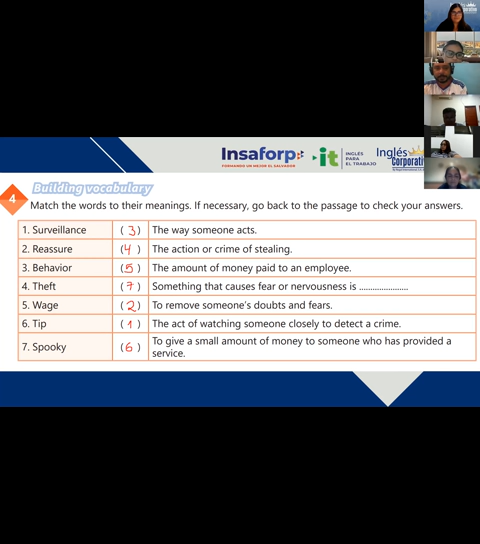 Insaforp
FORMANDO UN MEJOR EL SALVADOR
it
INGLÉS
PARA
EL TRABAJO
Inglés
Corporativ
Building vocabulary
4
Match the words to their meanings. If necessary, go back to the passage to check your answers.
1. Surveillance ( 3 ) The way someone acts.
2. Reassure ( 4 ) The action or crime of stealing.
3. Behavior ( 5 ) The amount of money paid to an employee.
4. Theft ( 7 ) Something that causes fear or nervousness is ......................
5. Wage ( 2 ) To remove someone's doubts and fears.
6. Tip ( 1 ) The act of watching someone closely to detect a crime.
7. Spooky ( 6 ) To give a small amount of money to someone who has provided a
service.